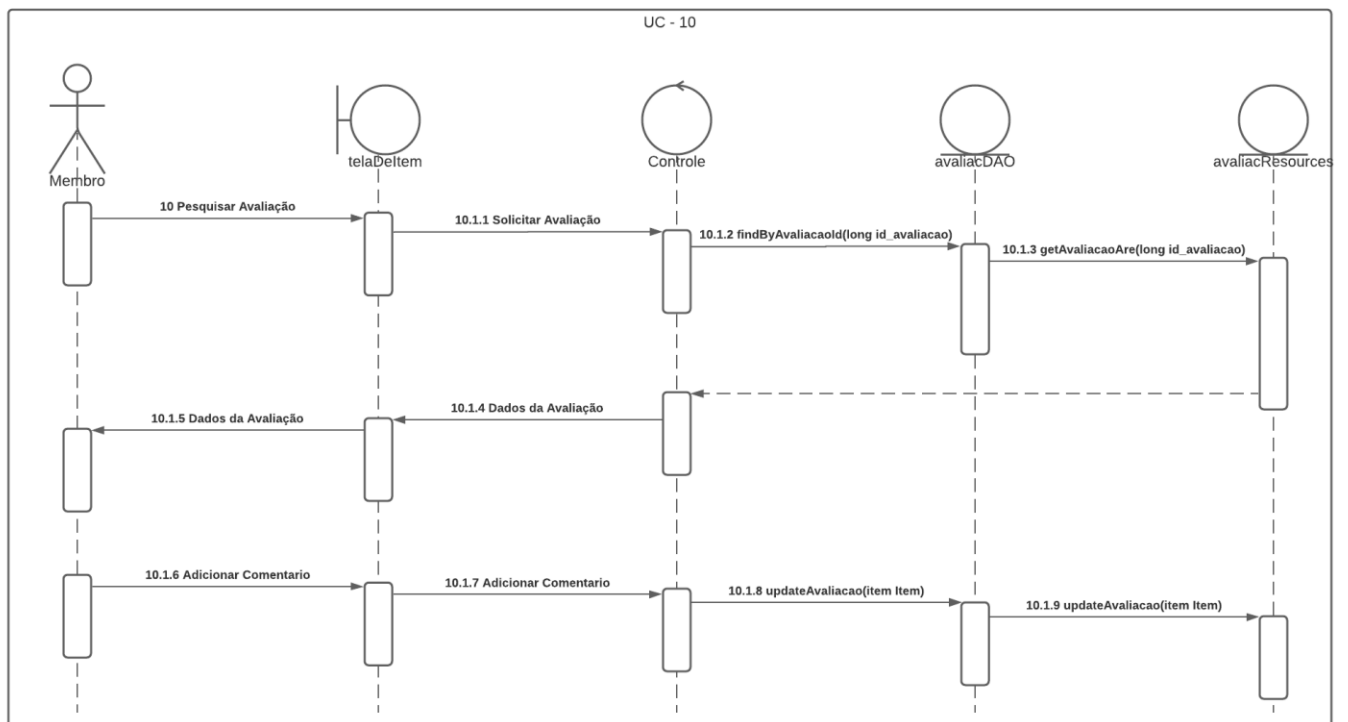 UC - 10
Membro
telaDeItem
Controle
avaliacDAO
avaliacResources
10 Pesquisar Avaliação
10.1.1 Solicitar Avaliação
10.1.2 findByAvaliacaoId(long id_avaliacao)
10.1.3 getAvaliacaoAre(long id_avaliacao)
10.1.5 Dados da Avaliação
10.1.4 Dados da Avaliação
10.1.6 Adicionar Comentario
10.1.7 Adicionar Comentario
10.1.8 updateAvaliacao(item Item)
10.1.9 updateAvaliacao(item Item)